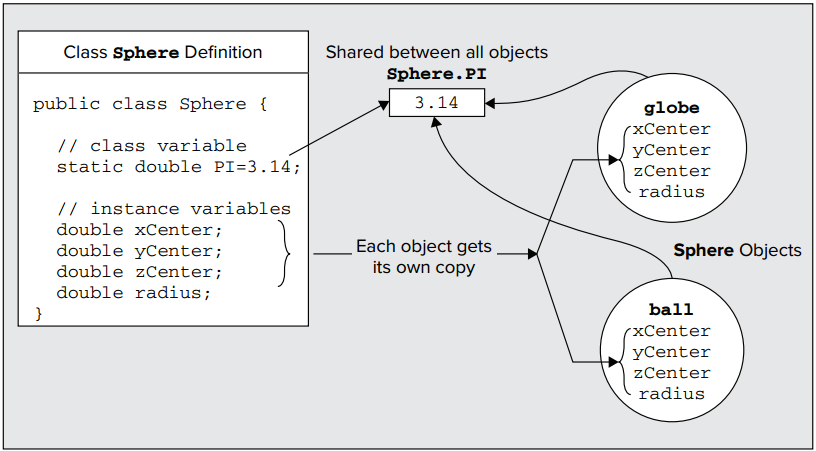 Class Sphere Definition
public class Sphere {
// class variable
static double PI=3.14;
// instance variables
double xCenter;
double yCenter;
double zCenter;
double radius;
}
Shared between all objects
Sphere.PI
3.14
Each object gets
its own copy
globe
xCenter
yCenter
zCenter
radius
Sphere Objects
ball
xCenter
yCenter
zCenter
radius